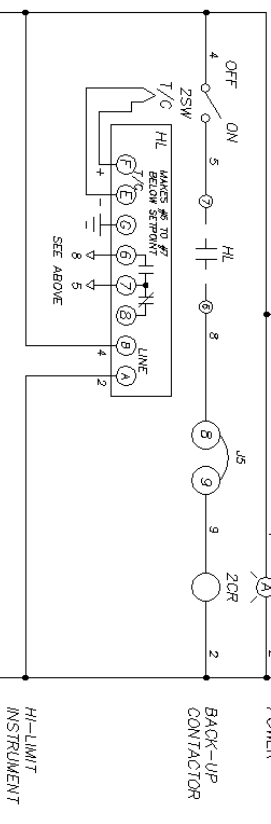 4
OFF
ON
2SW
5
7
HL
6
8
8
J5
9
9
2CR
2
BACK-UP
CONTACTOR
A
T/C
HL
MAKES #6 TO #7
BELOW SETPOINT
F
T/C
E
G
6
7
8
B
A
LINE
+
-
8
5
SEE ABOVE
4
2
HI-LIMIT
INSTRUMENT